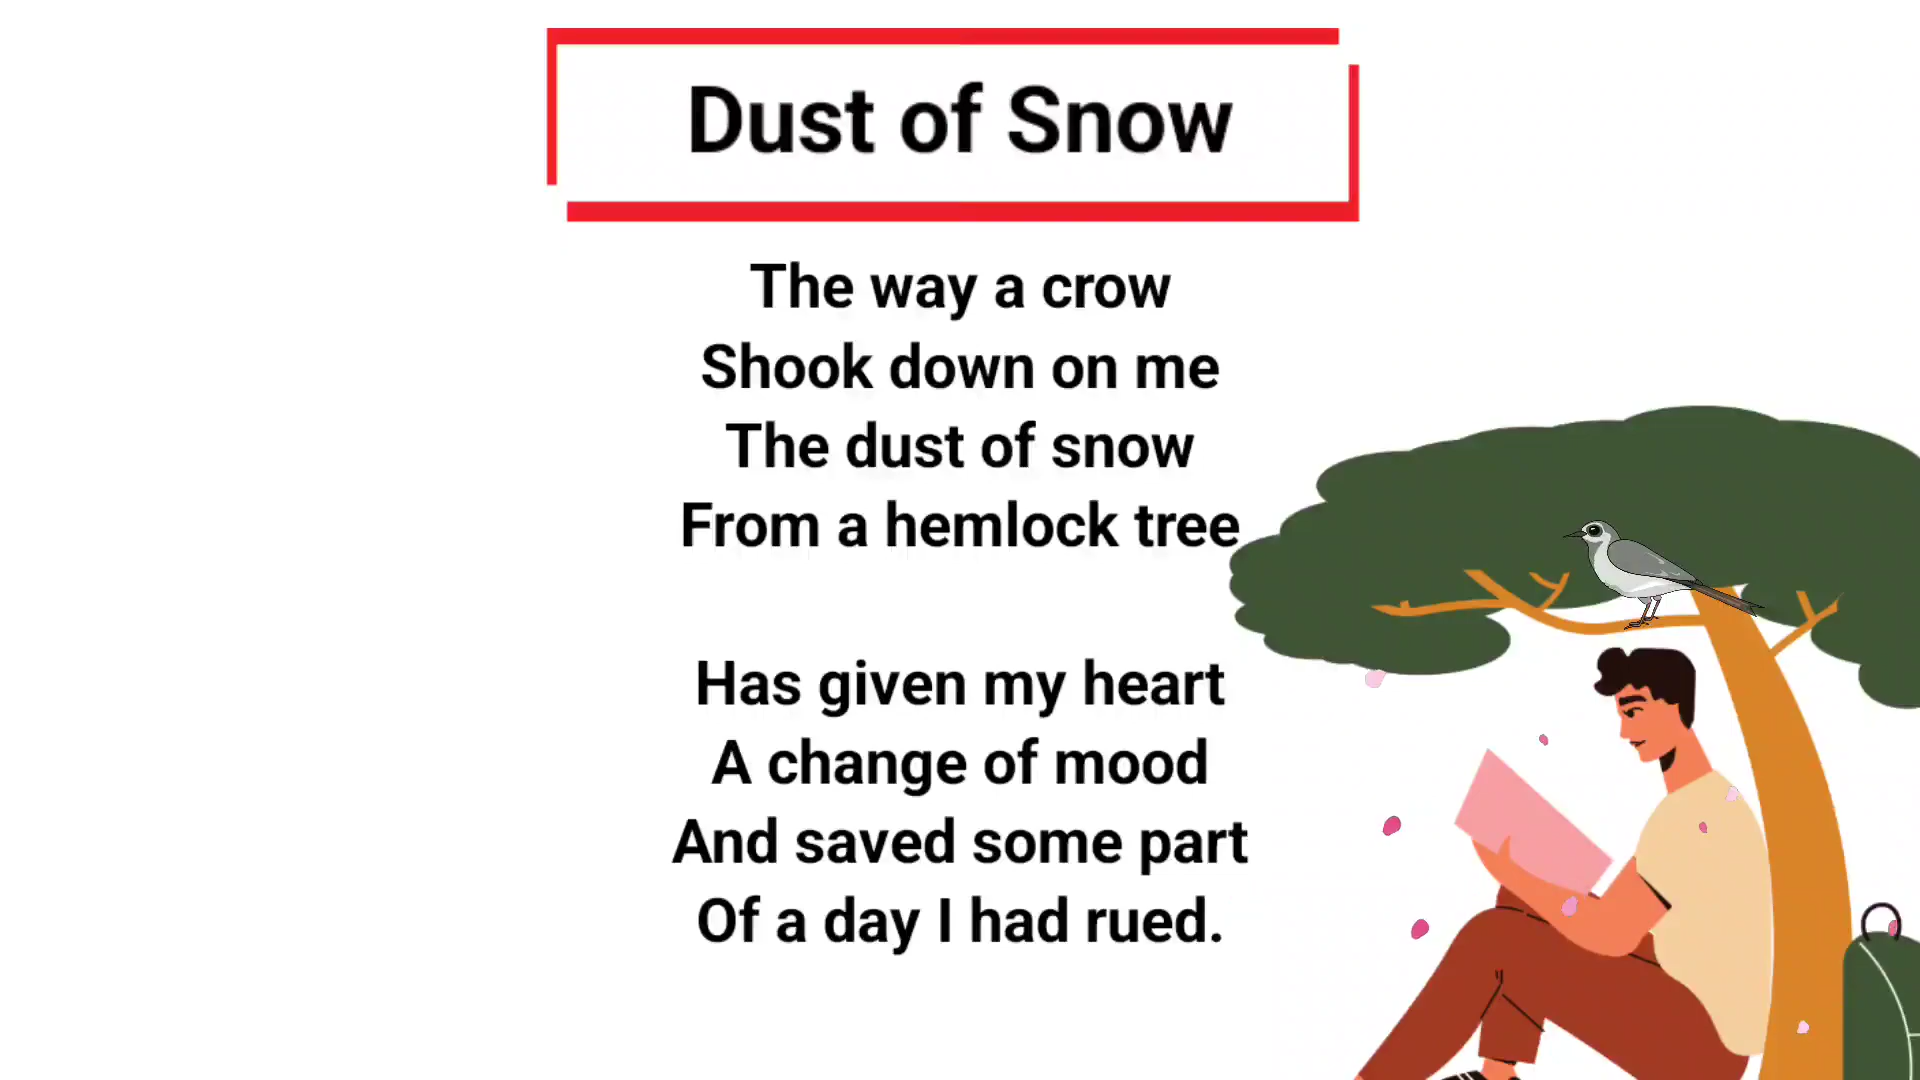 Dust of Snow
The way a crow
Shook down on me
The dust of snow
From a hemlock tree
Has given my heart
A change of mood
And saved some part
Of a day I had rued.